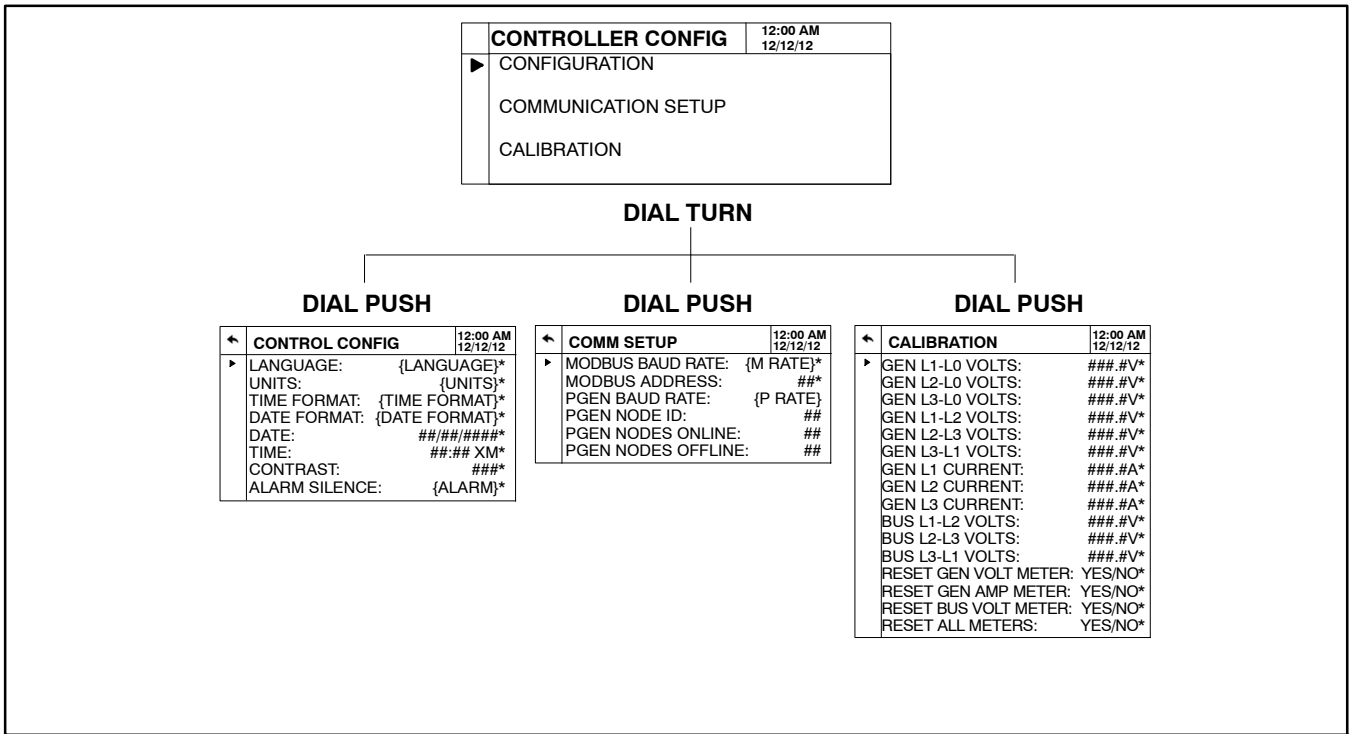 CONTROLLER CONFIG 12:00 AM
12/12/12
CONFIGURATION
COMMUNICATION SETUP
CALIBRATION
DIAL TURN
DIAL PUSH
CONTROL CONFIG 12:00 AM
12/12/12
LANGUAGE: {LANGUAGE}*
UNITS: {UNITS}*
TIME FORMAT: {TIME FORMAT}*
DATE FORMAT: {DATE FORMAT}*
DATE: ##/##/####*
TIME: ##:## XM*
CONTRAST: ###*
ALARM SILENCE: {ALARM}*
DIAL PUSH
COMM SETUP 12:00 AM
12/12/12
MODBUS BAUD RATE: {M RATE}*
MODBUS ADDRESS: ##*
PGEN BAUD RATE: {P RATE}
PGEN NODE ID: ##
PGEN NODES ONLINE: ##
PGEN NODES OFFLINE: ##
DIAL PUSH
CALIBRATION 12:00 AM
12/12/12
GEN L1-L0 VOLTS: ###.#V*
GEN L2-L0 VOLTS: ###.#V*
GEN L3-L0 VOLTS: ###.#V*
GEN L1-L2 VOLTS: ###.#V*
GEN L2-L3 VOLTS: ###.#V*
GEN L3-L1 VOLTS: ###.#V*
GEN L1 CURRENT: ###.#A*
GEN L2 CURRENT: ###.#A*
GEN L3 CURRENT: ###.#A*
BUS L1-L2 VOLTS: ###.#V*
BUS L2-L3 VOLTS: ###.#V*
BUS L3-L1 VOLTS: ###.#V*
RESET GEN VOLT METER: YES/NO*
RESET GEN AMP METER: YES/NO*
RESET BUS VOLT METER: YES/NO*
RESET ALL METERS: YES/NO*